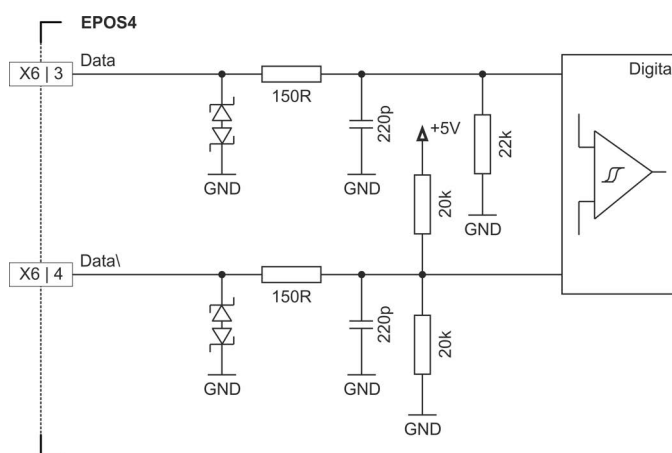 EPOS4
X6 | 3
Data
Digita
150R
220p
+5V
22k
GND
GND
20k
GND
X6 | 4
Data\
150R
220p
20k
GND
GND
GND